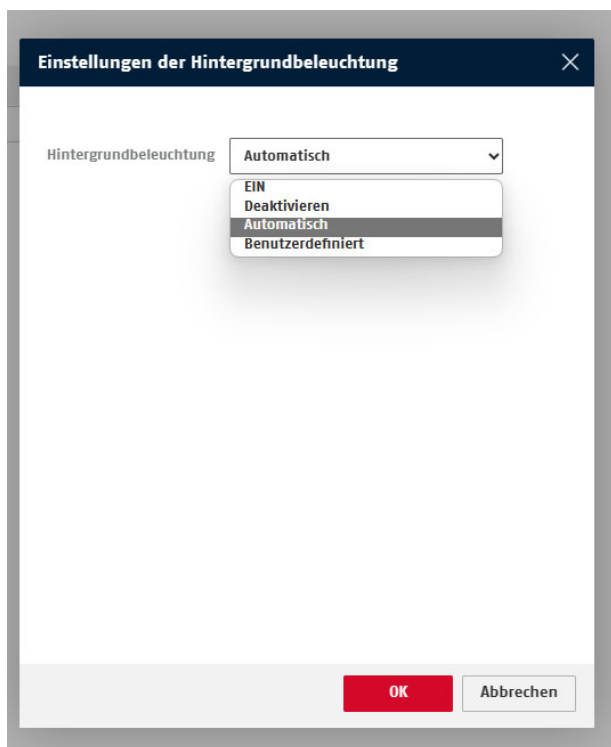 Einstellungen der Hintergrundbeleuchtung
Hintergrundbeleuchtung Automatisch
EIN
Deaktivieren
Automatisch
Benutzerdefiniert
OK Abbrechen